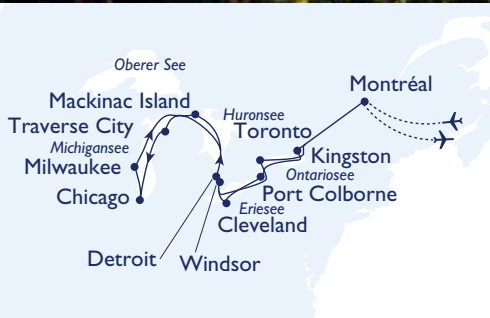 Oberer See
Montréal
Mackinac Island
Huronsee
Traverse City
Toronto
Michigansee
Kingston
Milwaukee
Ontariosee
Chicago
Port Colborne
Eriesee
Cleveland
Detroit
Windsor